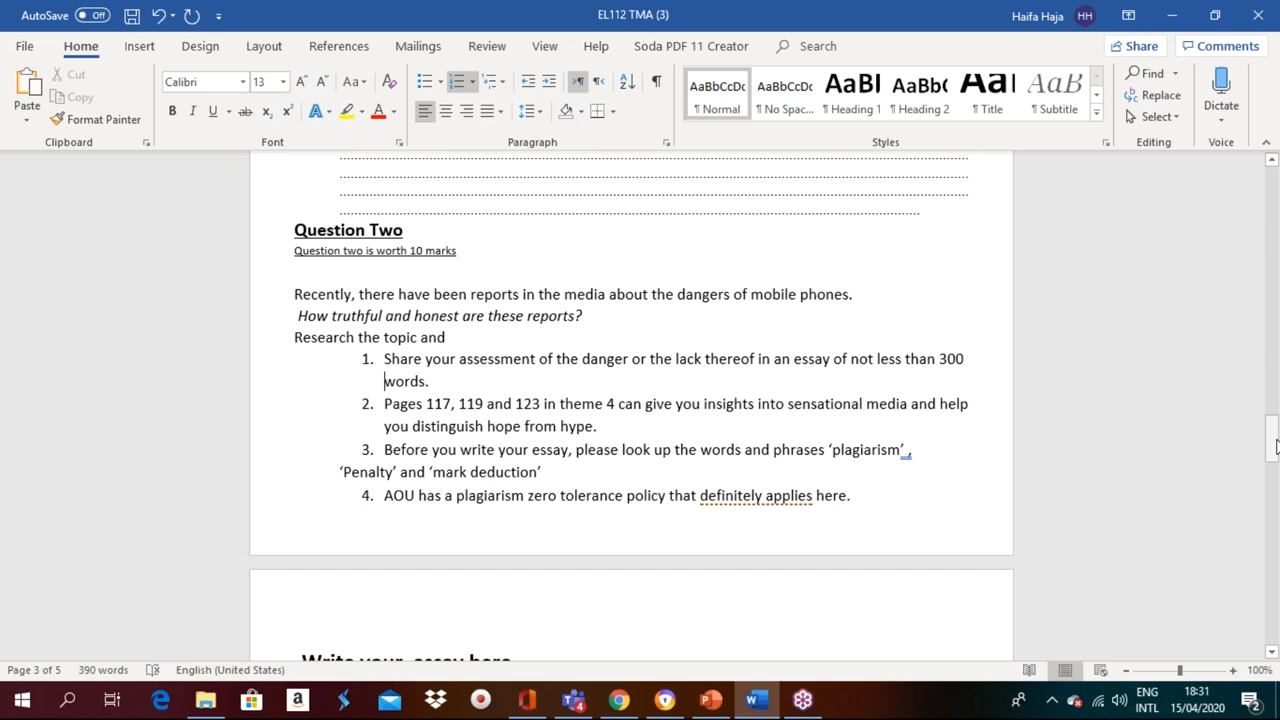 AutoSave Off EL112 TMA (3) Haifa Haja HH
File Home Insert Design Layout References Mailings Review View Help Soda PDF 11 Creator Search Share Comments
Paste Cut Copy Format Painter
Calibri 13
AaBbCcDc AaBbCcDc AaBl AaBbC AaI AaB
¶ Normal ¶ No Spac... ¶ Heading 1 ¶ Heading 2 ¶ Title ¶ Subtitle
Find Replace Select Dictate
Clipboard Font Paragraph Styles Editing Voice
Question Two
Question two is worth 10 marks
Recently, there have been reports in the media about the dangers of mobile phones.
How truthful and honest are these reports?
Research the topic and
1. Share your assessment of the danger or the lack thereof in an essay of not less than 300
words.
2. Pages 117, 119 and 123 in theme 4 can give you insights into sensational media and help
you distinguish hope from hype.
3. Before you write your essay, please look up the words and phrases ‘plagiarism’ ,
‘Penalty’ and ‘mark deduction’
4. AOU has a plagiarism zero tolerance policy that definitely applies here.
Write your essay here
Page 3 of 5 390 words English (United States) 100%
ENG
INTL
18:31
15/04/2020